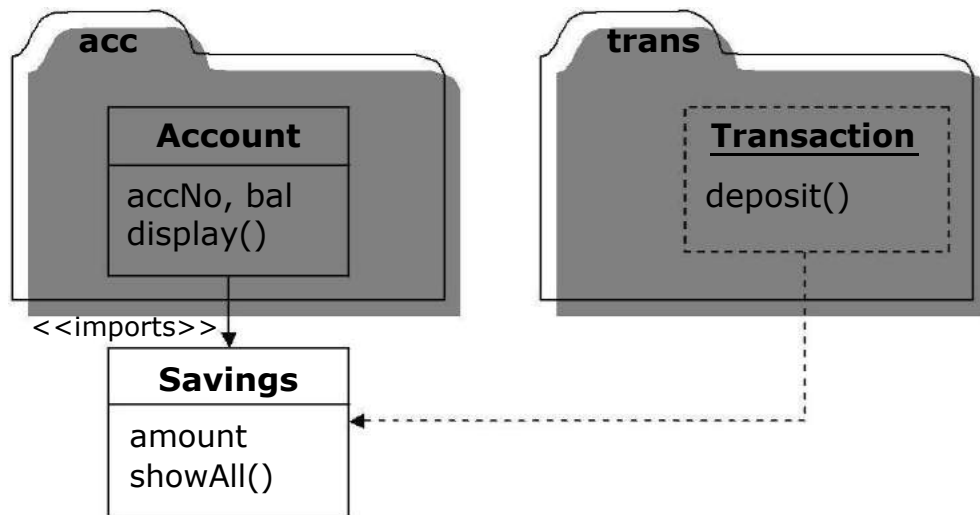 acc
Account
accNo, bal
display()
<<imports>>
Savings
amount
showAll()
trans
Transaction
deposit()